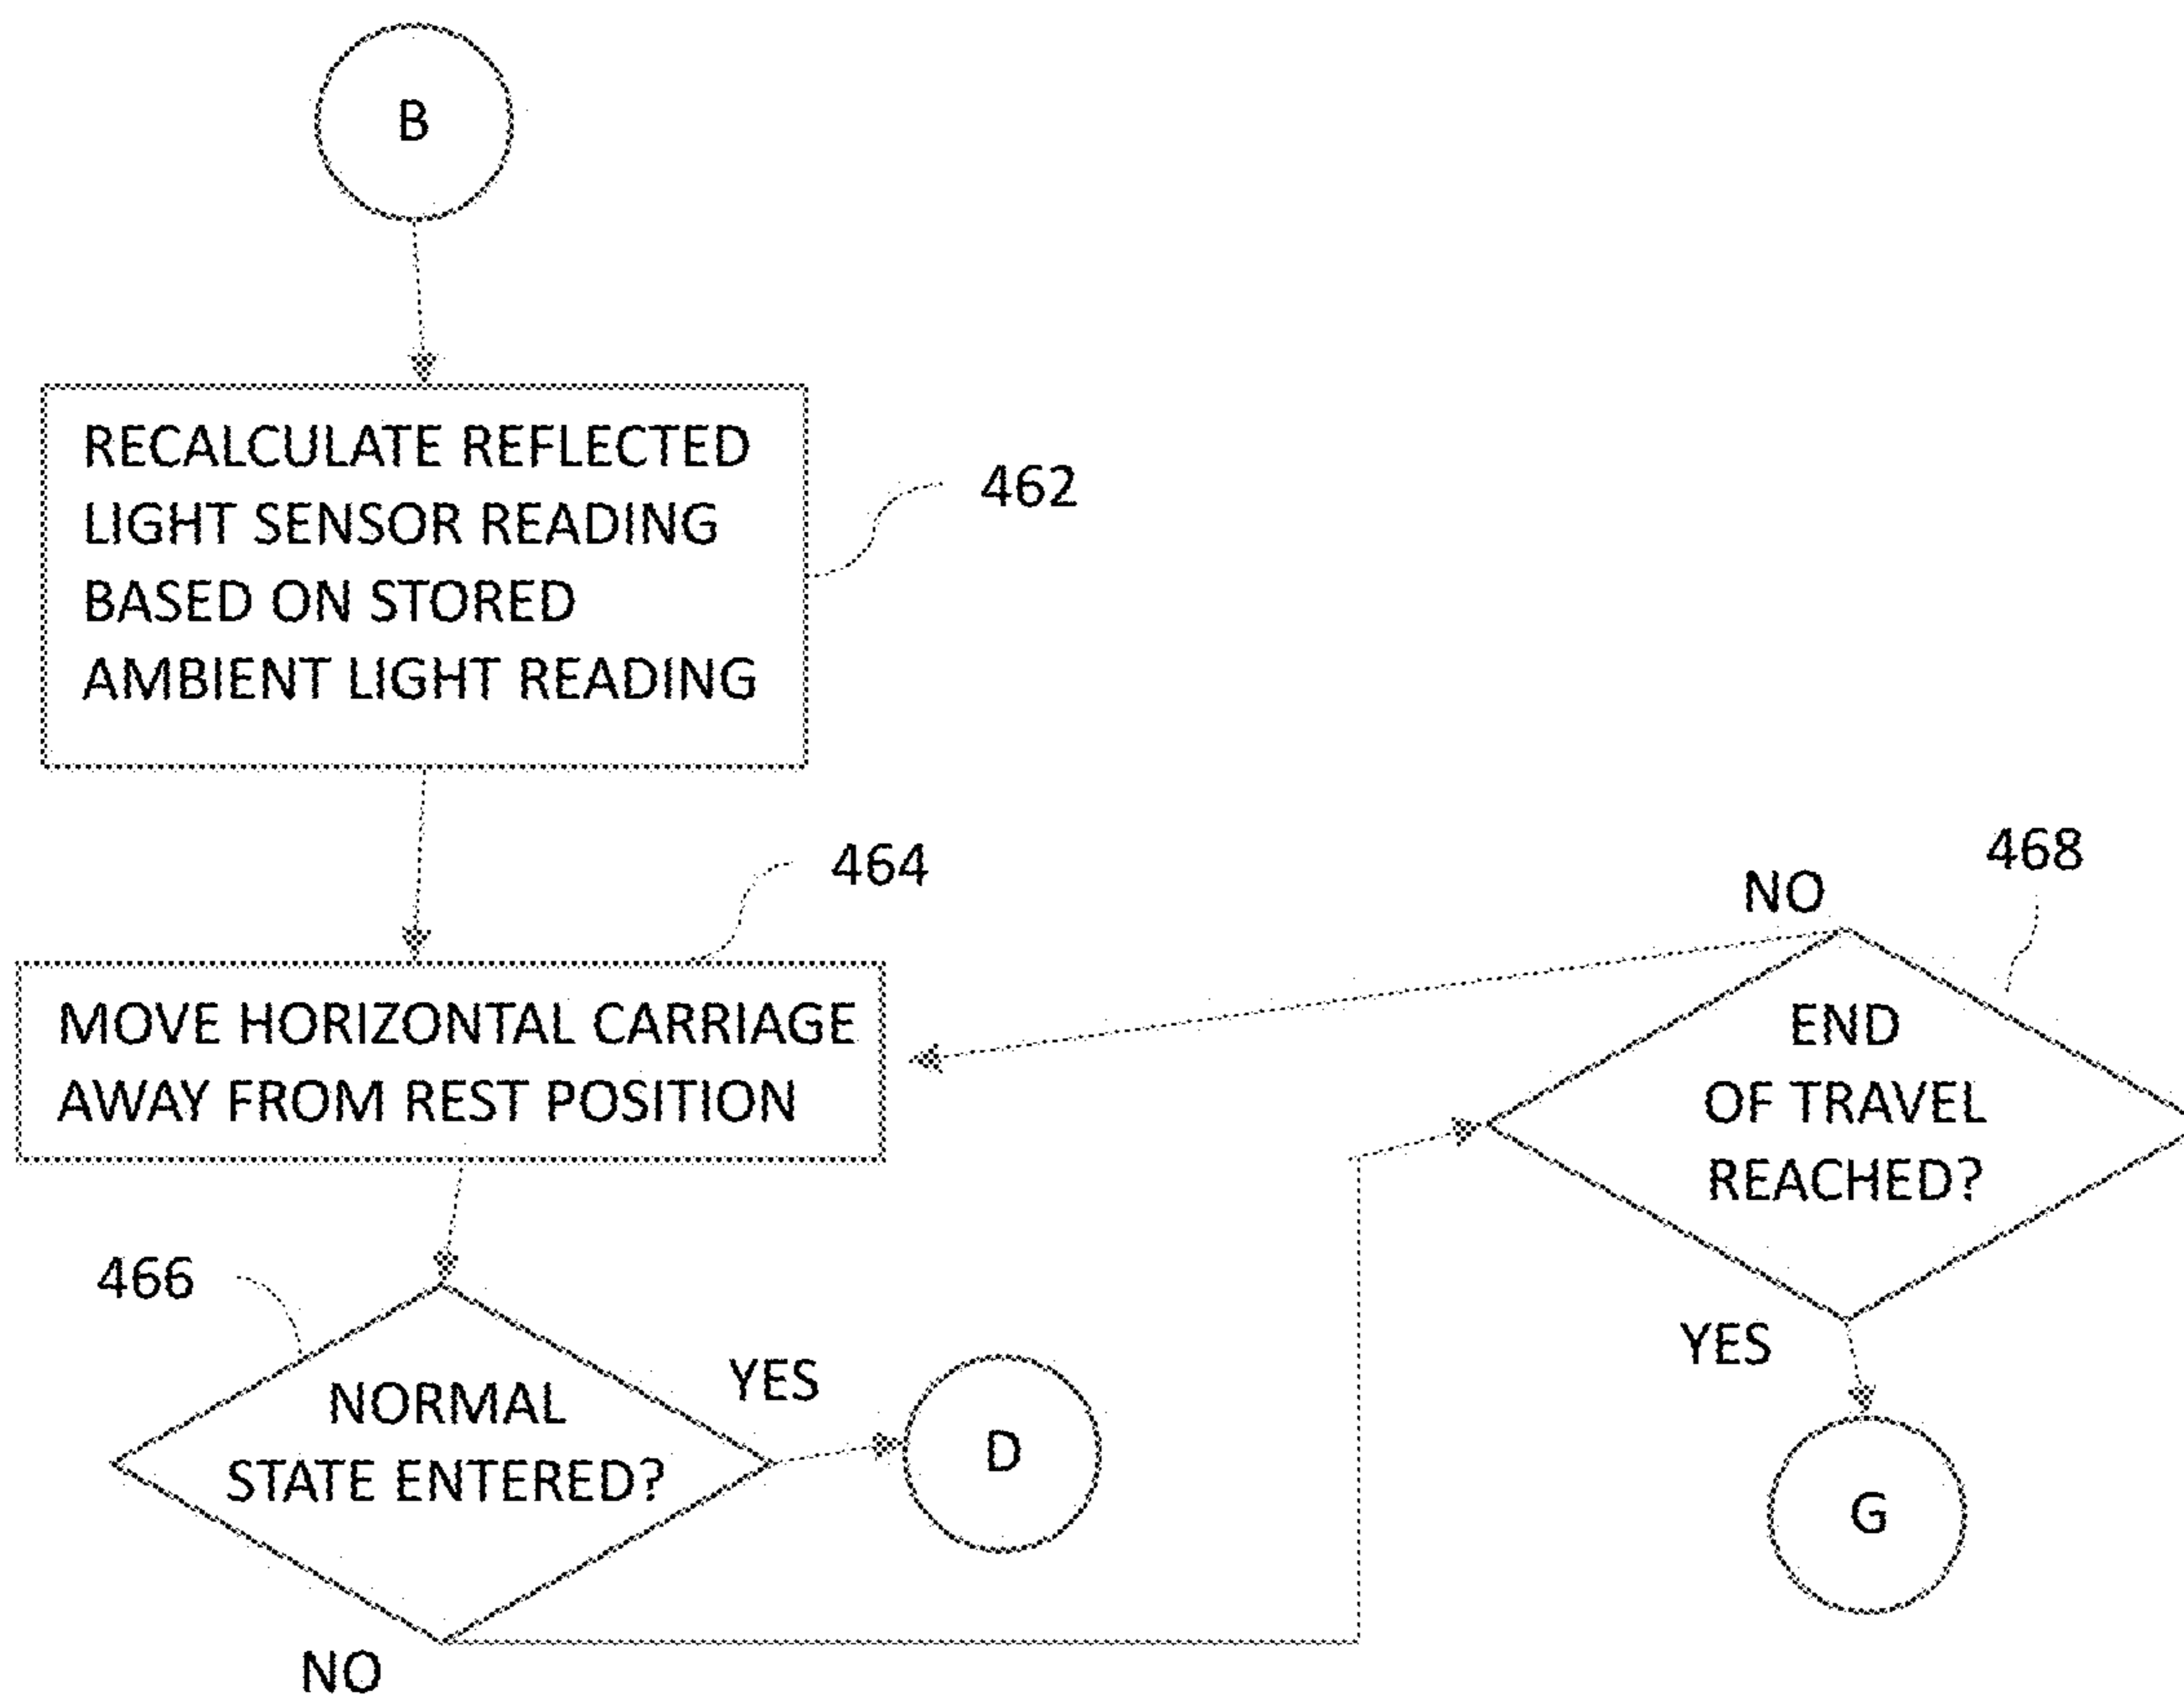 B
RECALCULATE REFLECTED
LIGHT SENSOR READING
BASED ON STORED
AMBIENT LIGHT READING
462
464
MOVE HORIZONTAL CARRIAGE
AWAY FROM REST POSITION
466
NORMAL
STATE ENTERED?
YES
D
NO
468
NO
END
OF TRAVEL
REACHED?
YES
G